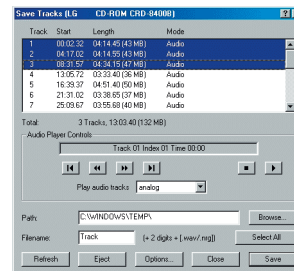 Save Tracks (LG CD-ROM CRD-8400B)
Track Start Length Mode
1 00:02.32 04:14.45 (43 MB) Audio
2 04:17.02 04:14.55 (43 MB) Audio
3 08:31.57 04:34.15 (47 MB) Audio
4 13:05.72 03:33.40 (36 MB) Audio
5 16:39.37 04:51.40 (50 MB) Audio
6 21:31.02 03:38.65 (37 MB) Audio
7 25:09.67 03:55.68 (40 MB) Audio
Total: 3 Tracks, 13:03.40 (132 MB)
Audio Player Controls
Track 01 Index 01 Time 00:00
Play audio tracks analog
Path: C:\WINDOWS\TEMP\ Browse...
Filename: Track (+ 2 digits + [.wav/.nrg]) Select All
Refresh Eject Options... Close Save